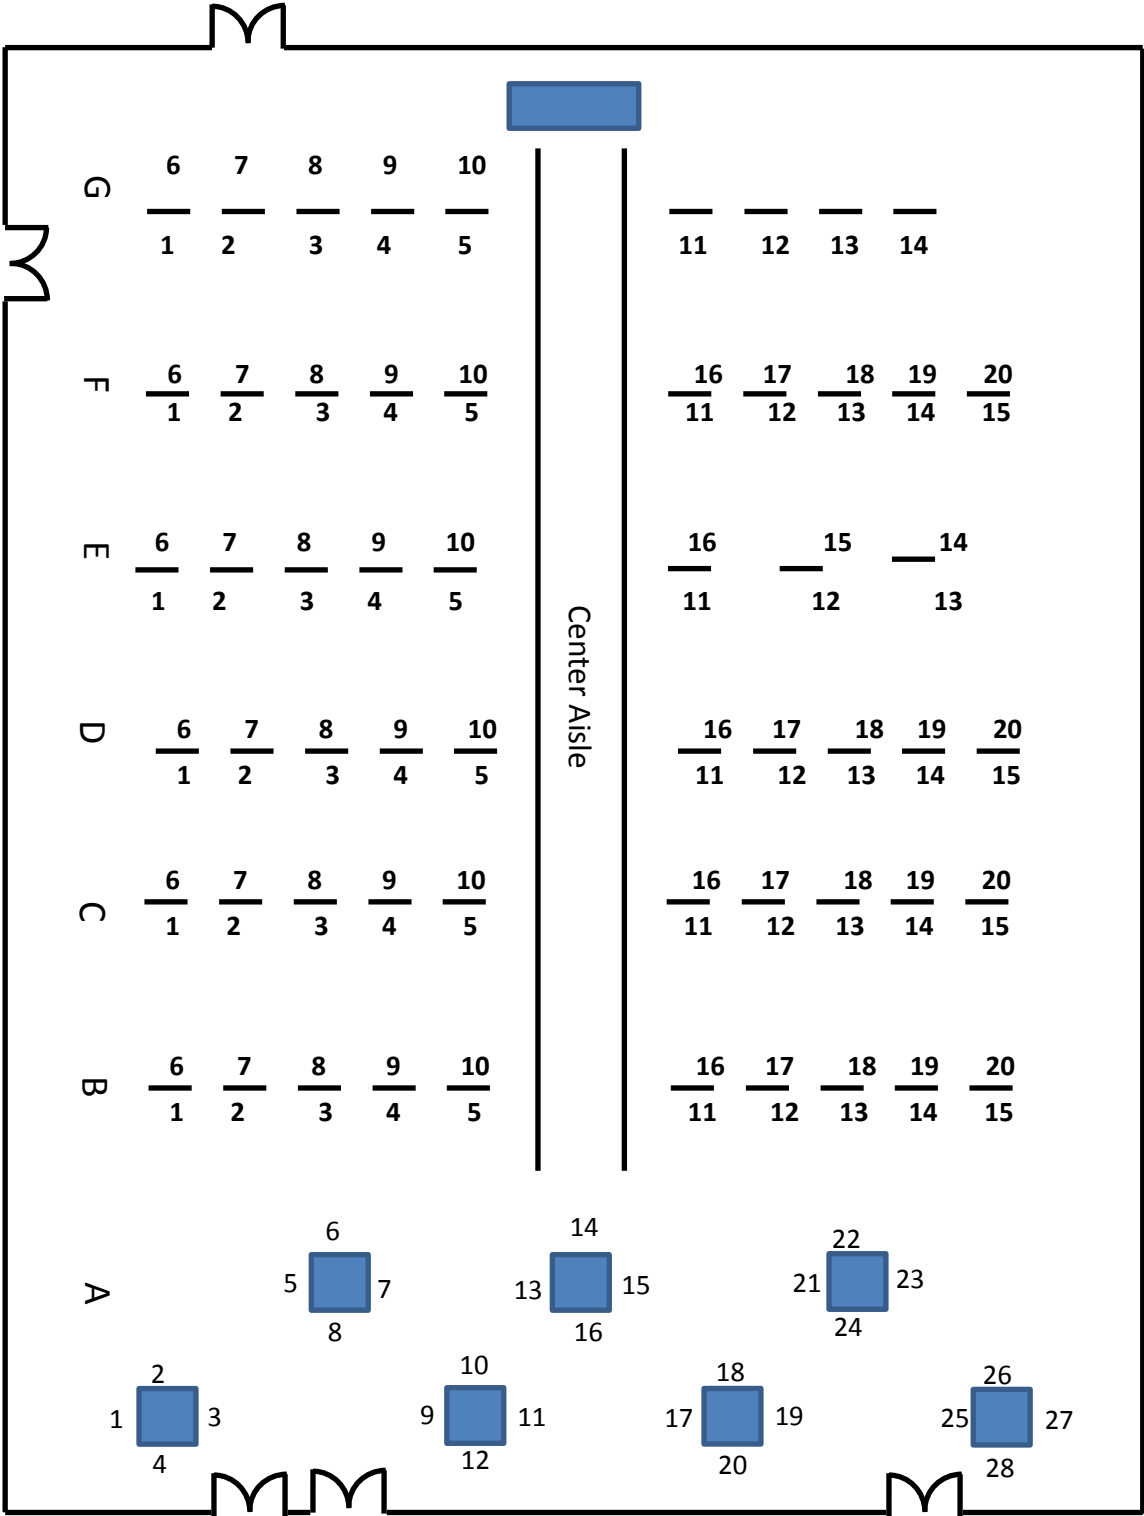 6 7 8 9 10
G
1 2 3 4 5 11 12 13 14
6 7 8 9 10 16 17 18 19 20
F
1 2 3 4 5 11 12 13 14 15
6 7 8 9 10 16 15 14
E
1 2 3 4 5 11 12 13
Center Aisle
6 7 8 9 10 16 17 18 19 20
D
1 2 3 4 5 11 12 13 14 15
6 7 8 9 10 16 17 18 19 20
C
1 2 3 4 5 11 12 13 14 15
6 7 8 9 10 16 17 18 19 20
B
1 2 3 4 5 11 12 13 14 15
6 14 22
A
5 7 13 15 21 23
8 16 24
2 10 18 26
1 3 9 11 17 19 25 27
4 12 20 28